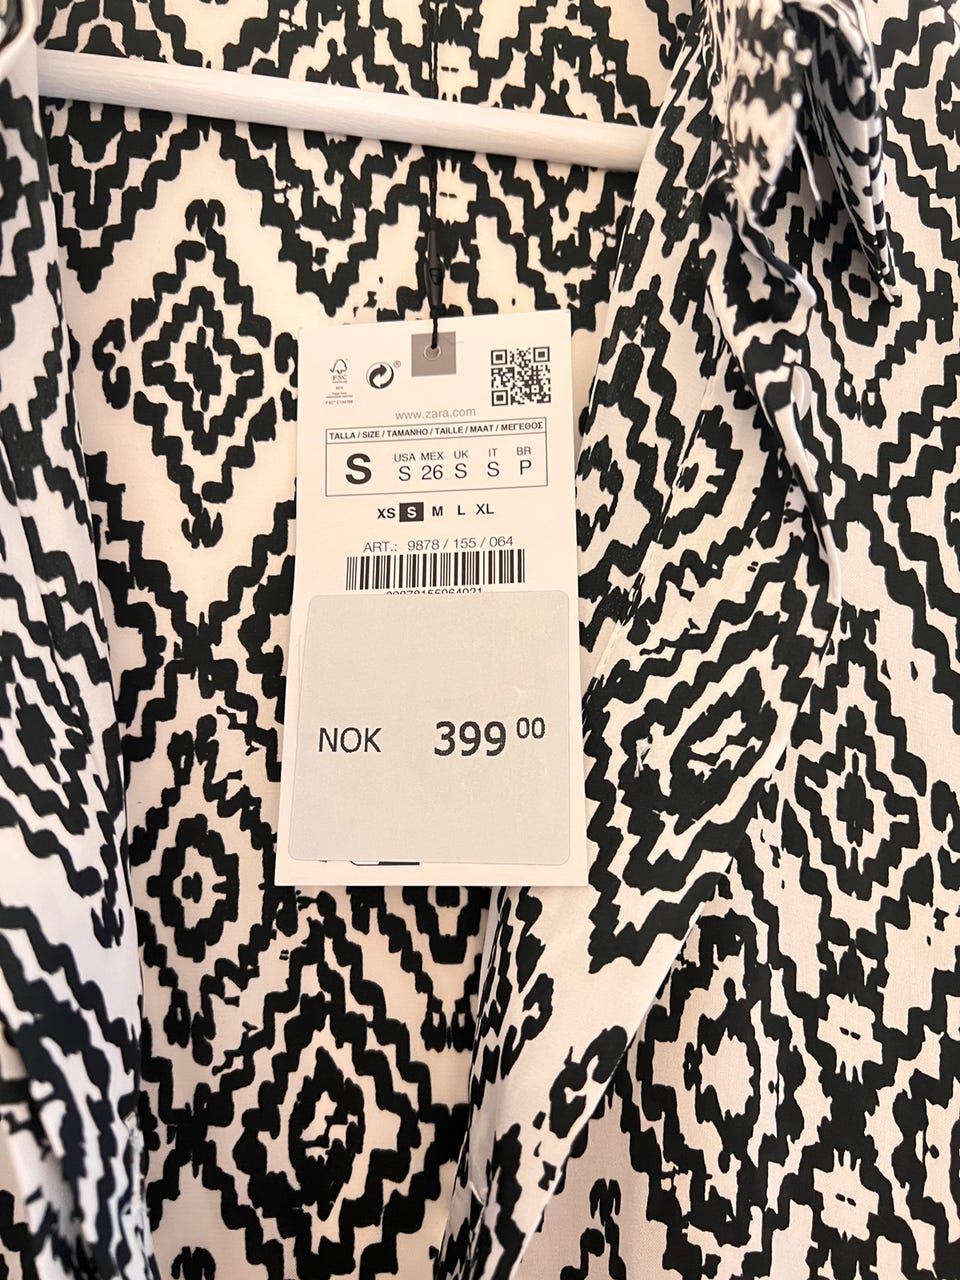 FSC
®
www.zara.com
TALLA / SIZE / TAMANHO / TAILLE / MAAT / ΜΕΓΕΘΟΣ
S
USA MEX UK IT BR
S 26 S S P
XS S M L XL
ART.: 9878 / 155 / 064
NOK 399 00